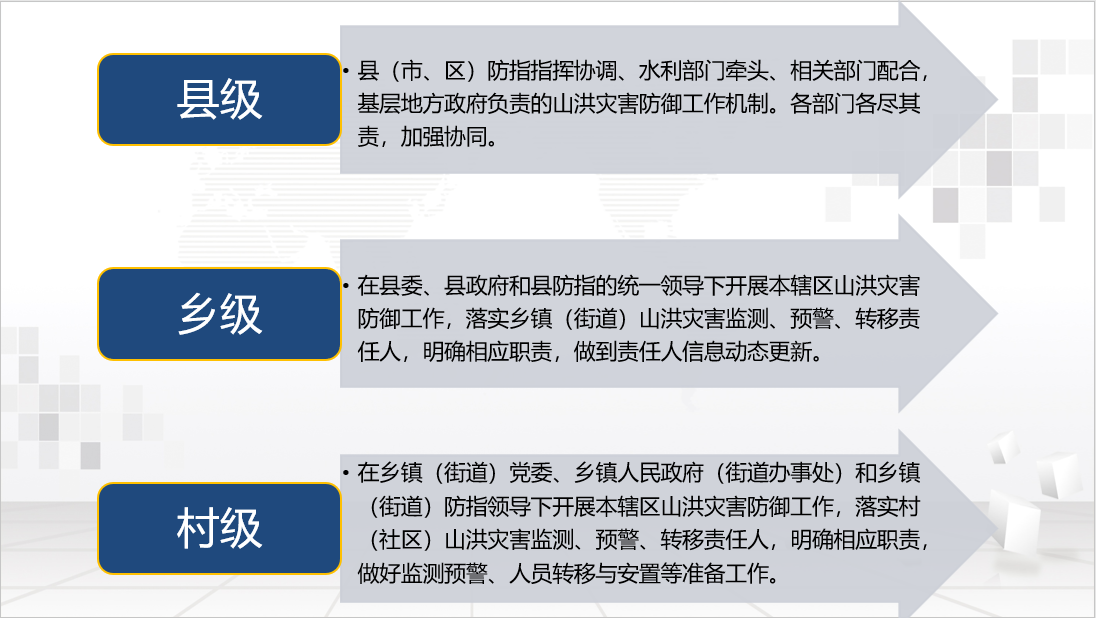 县级
• 县（市、区）防指指挥协调、水利部门牵头、相关部门配合，
基层地方政府负责的山洪灾害防御工作机制。各部门各尽其
责，加强协同。
乡级
• 在县委、县政府和县防指的统一领导下开展本辖区山洪灾害
防御工作，落实乡镇（街道）山洪灾害监测、预警、转移责
任人，明确相应职责，做到责任人信息动态更新。
村级
• 在乡镇（街道）党委、乡镇人民政府（街道办事处）和乡镇
（街道）防指领导下开展本辖区山洪灾害防御工作，落实村
（社区）山洪灾害监测、预警、转移责任人，明确相应职责，
做好监测预警、人员转移与安置等准备工作。